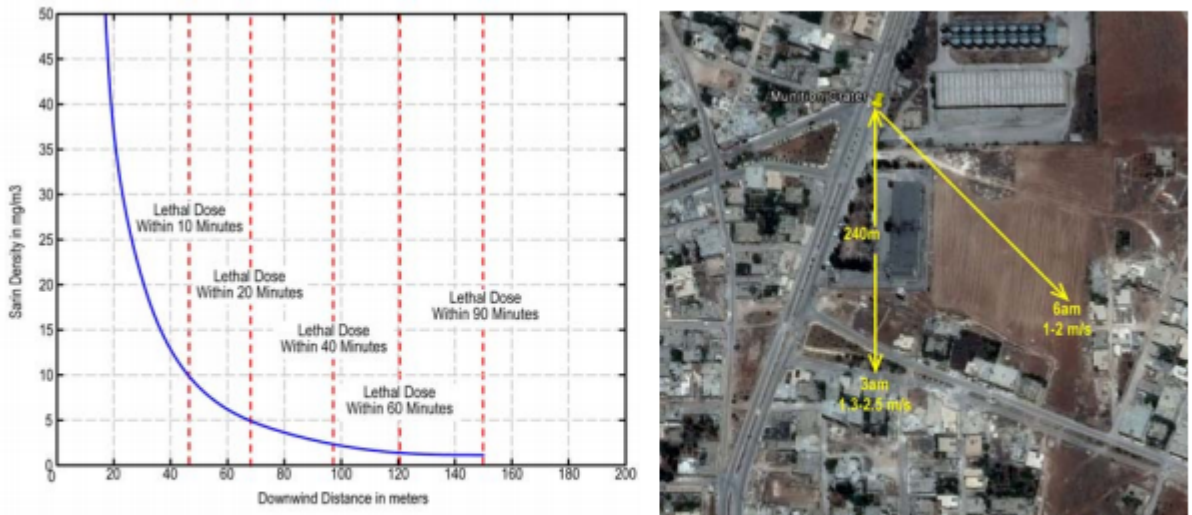 50
45
40
35
30
25
20
15
10
5
0
0
20
40
60
80
100
120
140
160
180
200
Sarin Density in mg/m3
Downwind Distance in meters
Lethal Dose
Within 10 Minutes
Lethal Dose
Within 20 Minutes
Lethal Dose
Within 40 Minutes
Lethal Dose
Within 60 Minutes
Lethal Dose
Within 90 Minutes
Munition Crater
240m
6am
1-2 m/s
3am
1.3-2.5 m/s